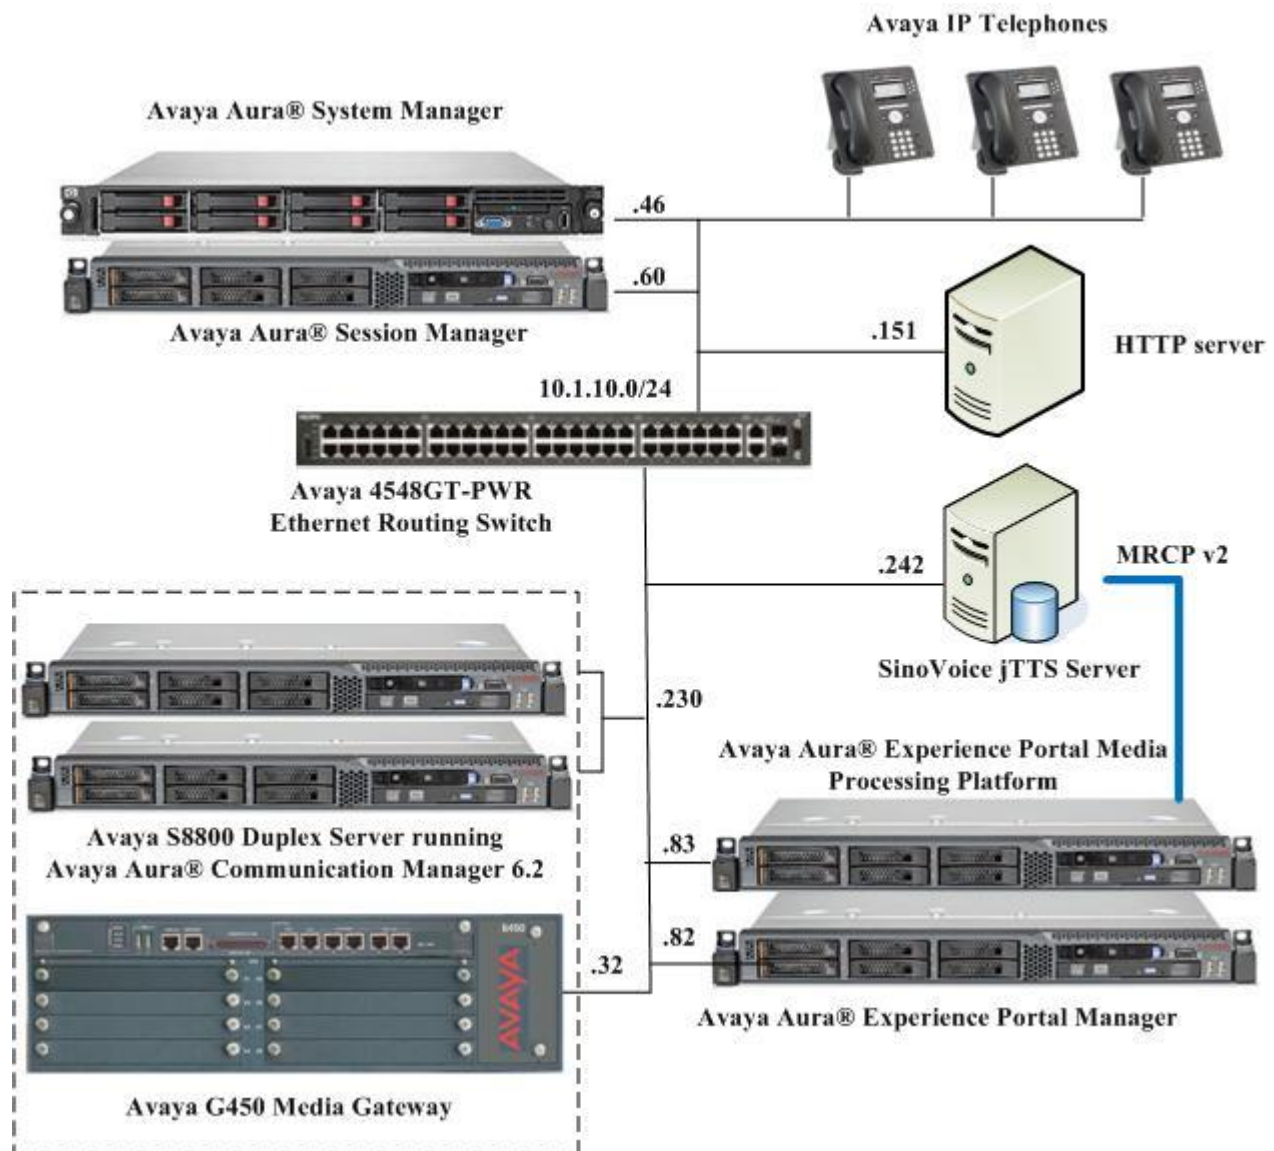 Avaya IP Telephones
Avaya Aura® System Manager
.46
.60
Avaya Aura® Session Manager
.151
HTTP server
10.1.10.0/24
Avaya 4548GT-PWR
Ethernet Routing Switch
.242
MRCP v2
SinoVoice jTTS Server
.230
Avaya Aura® Experience Portal Media
Processing Platform
Avaya S8800 Duplex Server running
Avaya Aura® Communication Manager 6.2
.83
.82
G450
AVAYA
.32
Avaya Aura® Experience Portal Manager
Avaya G450 Media Gateway